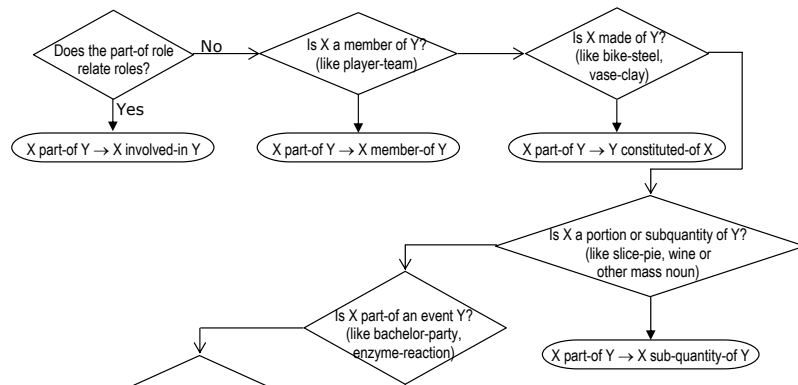 Does the part-of role
relate roles?
No
Is X a member of Y?
(like player-team)
Is X made of Y?
(like bike-steel,
vase-clay)
Yes
X part-of Y → X involved-in Y
X part-of Y → X member-of Y
X part-of Y → Y constituted-of X
Is X a portion or subquantity of Y?
(like slice-pie, wine or
other mass noun)
Is X part-of an event Y?
(like bachelor-party,
enzyme-reaction)
X part-of Y → X sub-quantity-of Y